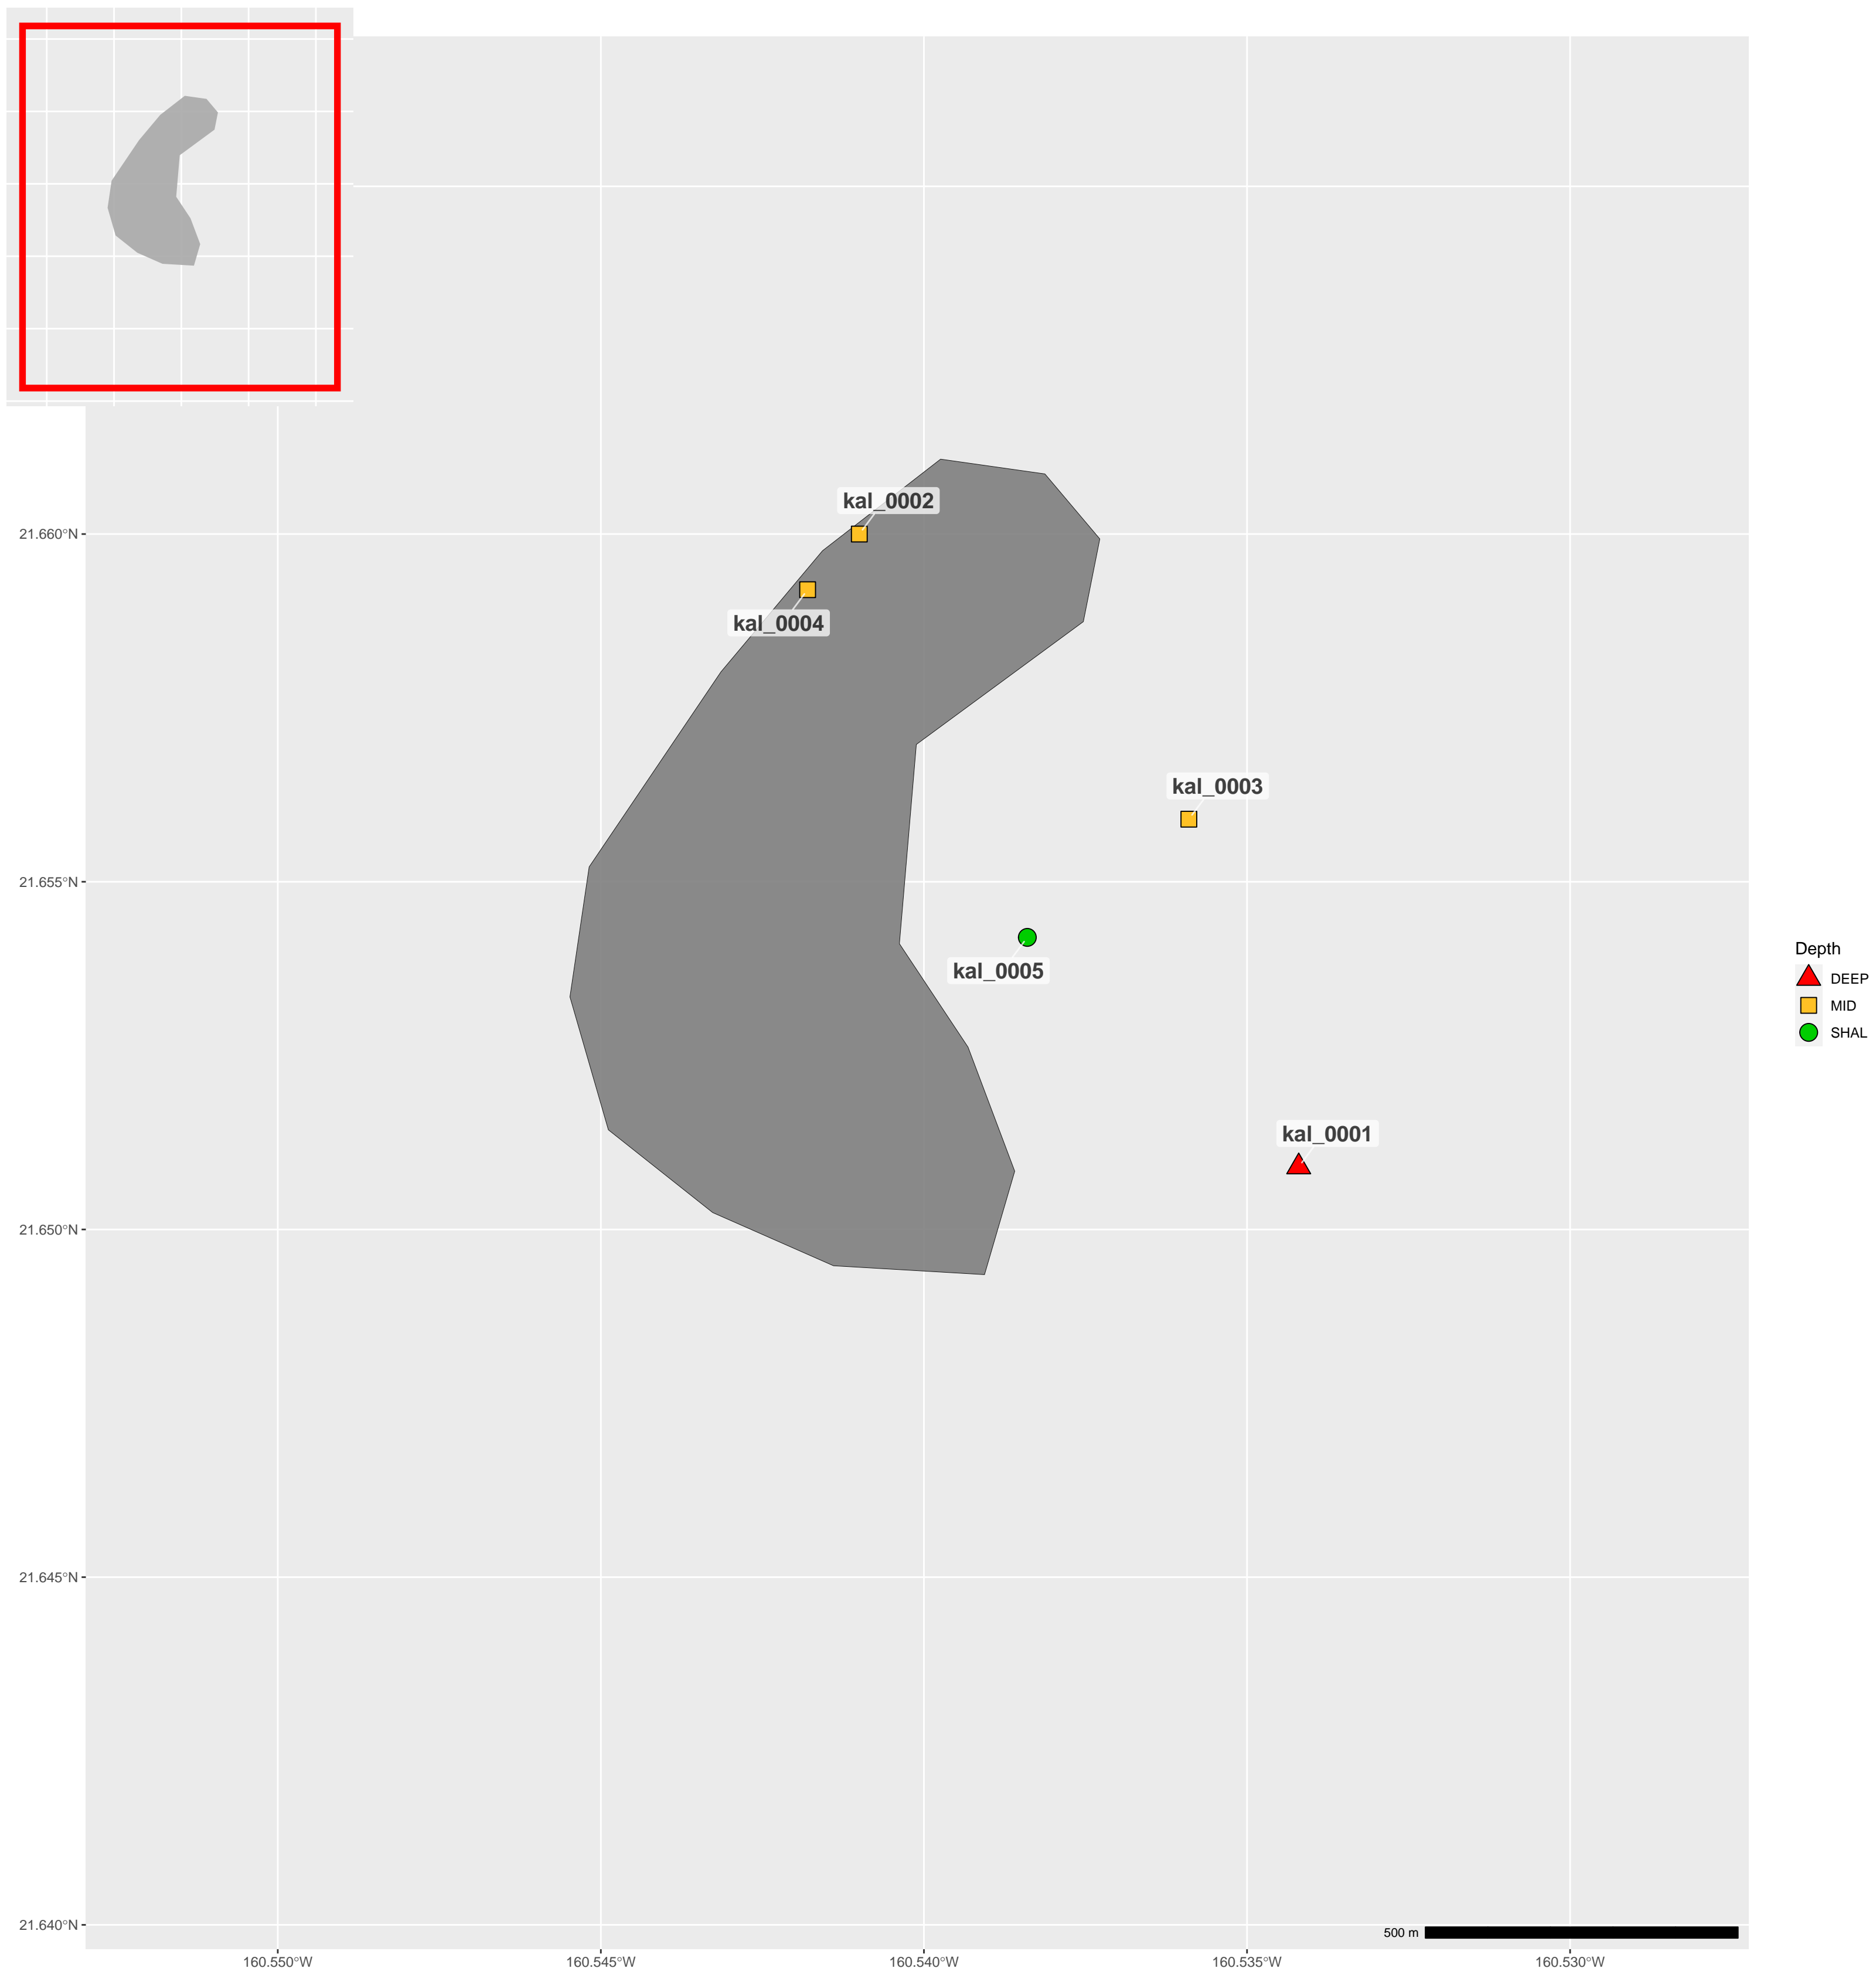 kal_0002
21.660°N
kal_0004
kal_0003
21.655°N
kal_0005
Depth
DEEP
MID
SHAL
kal_0001
21.650°N
21.645°N
21.640°N
500 m
160.550°W
160.545°W
160.540°W
160.535°W
160.530°W